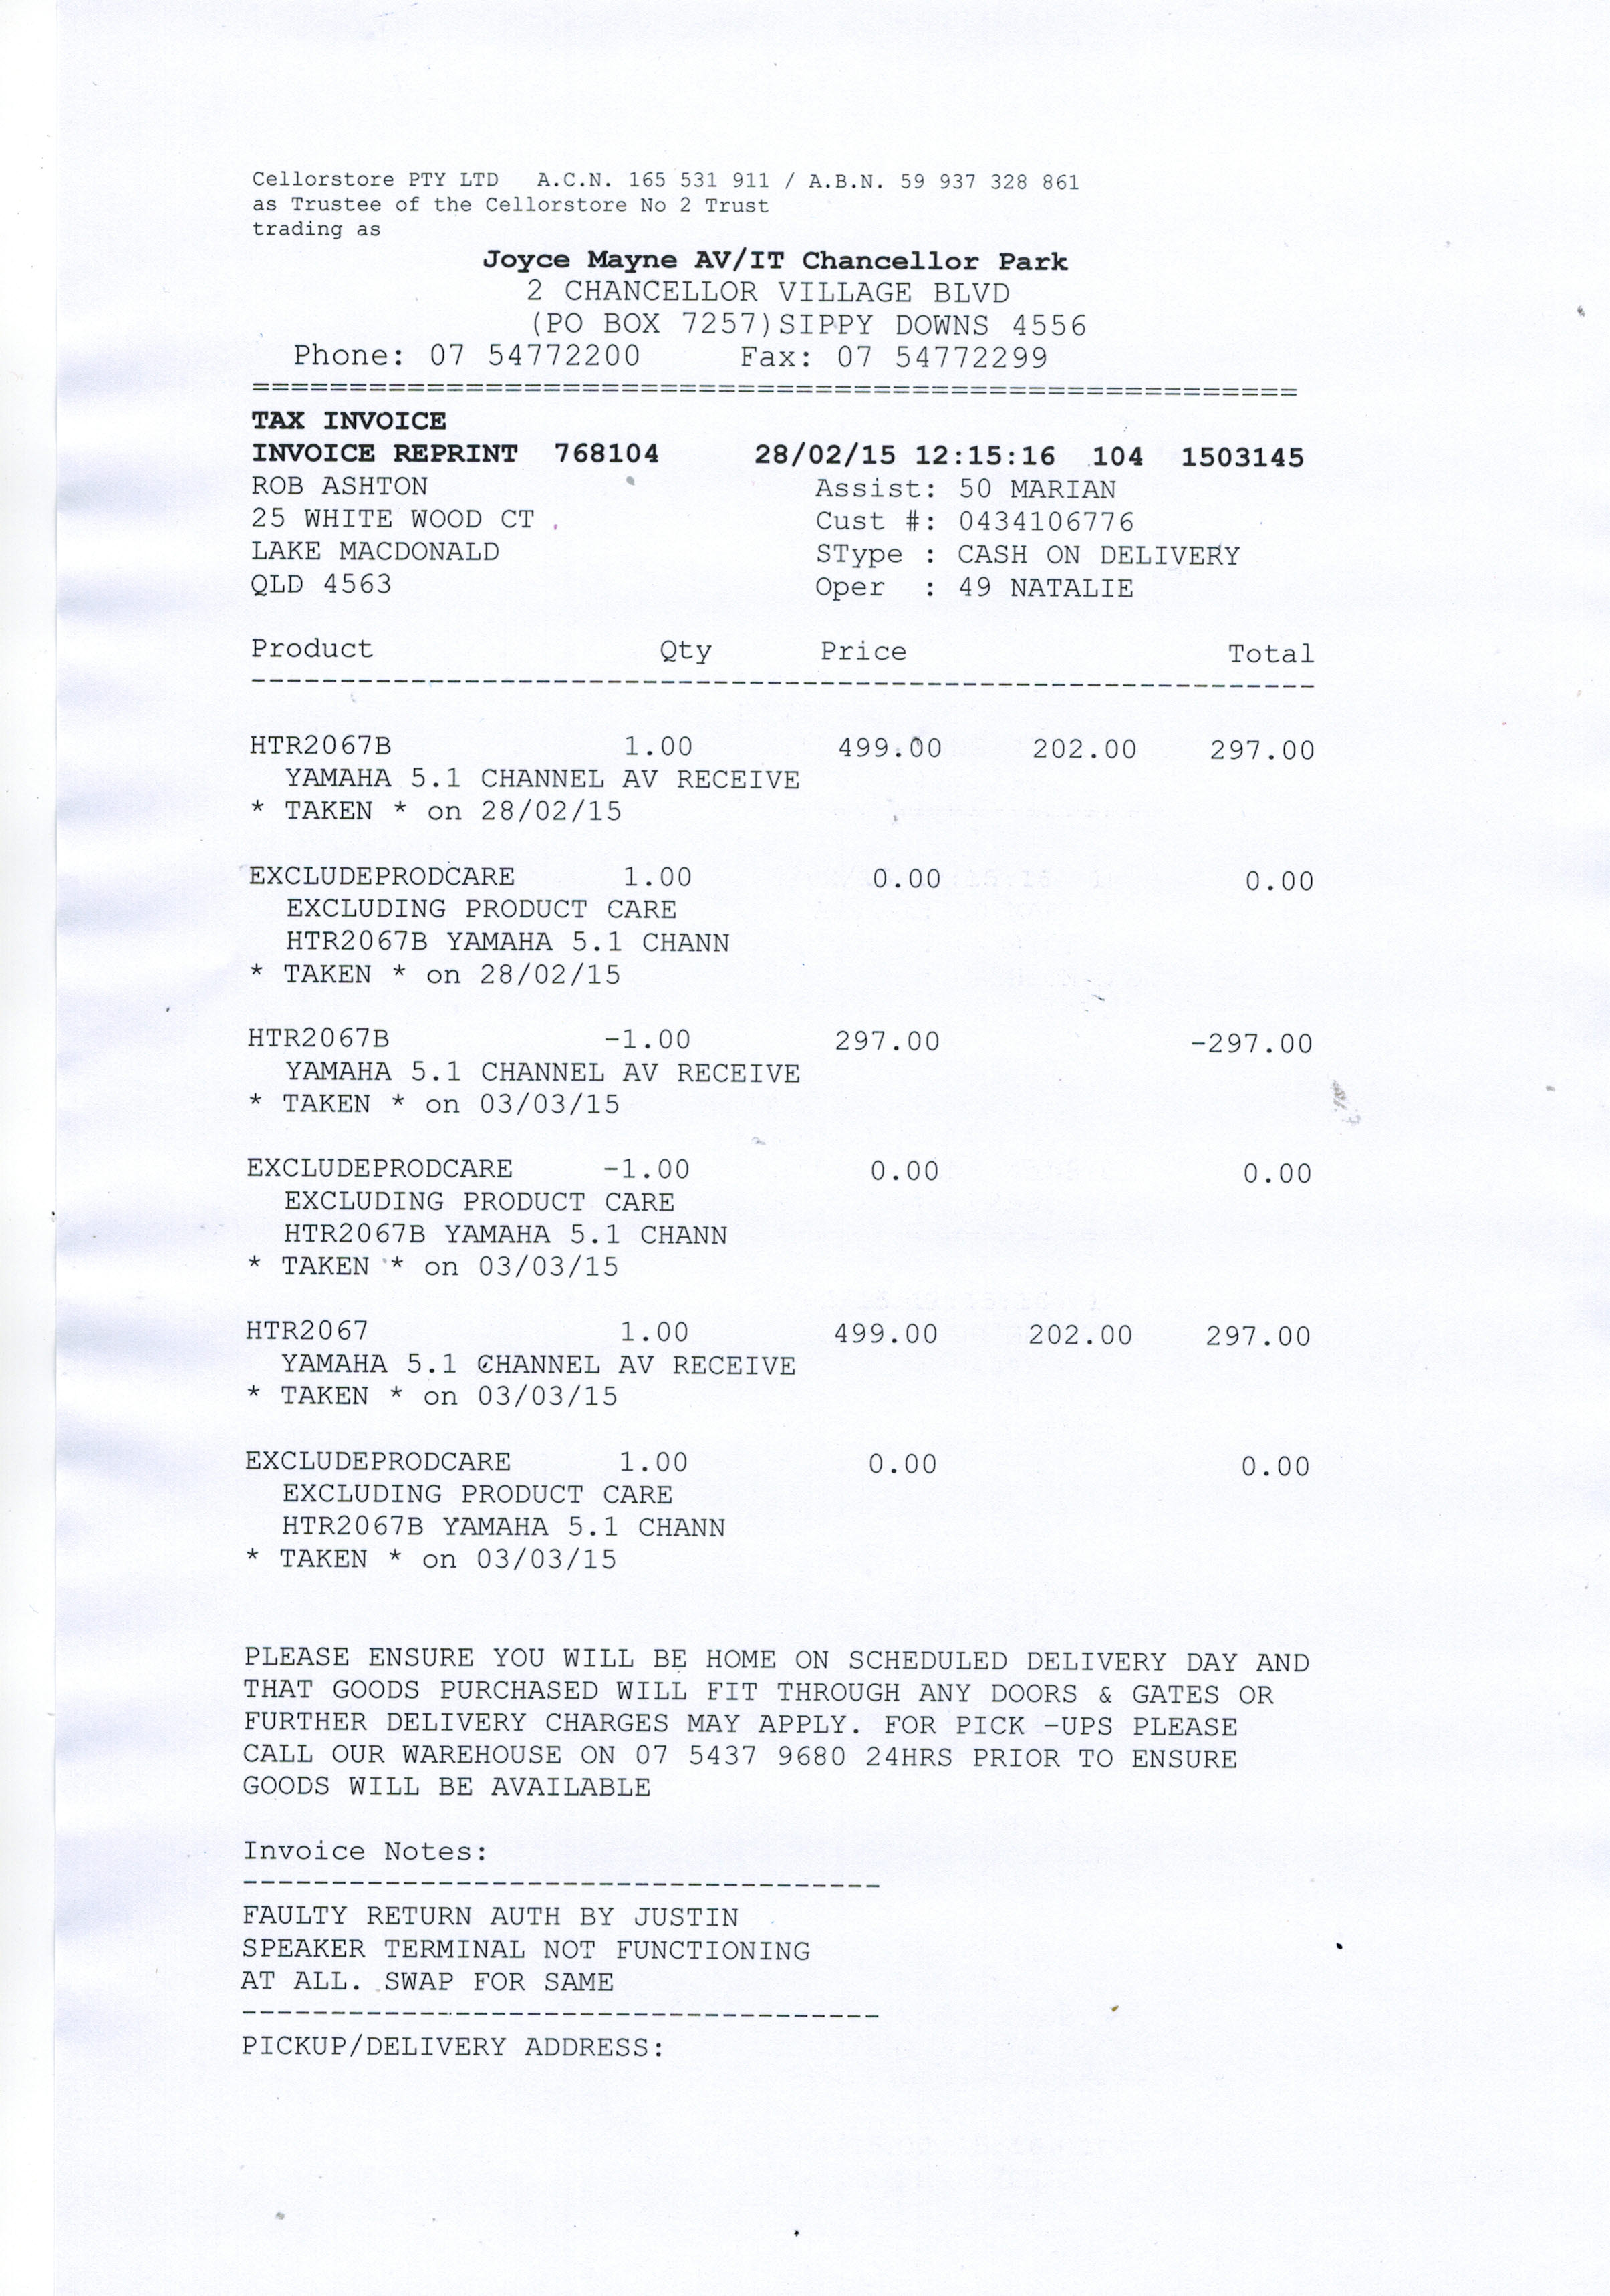 Cellorstore PTY LTD   A.C.N. 165 531 911 / A.B.N. 59 937 328 861
as Trustee of the Cellorstore No 2 Trust
trading as
Joyce Mayne AV/IT Chancellor Park
2 CHANCELLOR VILLAGE BLVD
(PO BOX 7257)SIPPY DOWNS 4556
Phone: 07 54772200      Fax: 07 54772299
===========================================================
TAX INVOICE
INVOICE REPRINT  768104      28/02/15 12:15:16  104  1503145
ROB ASHTON                      Assist: 50 MARIAN
25 WHITE WOOD CT                Cust #: 0434106776
LAKE MACDONALD                  SType : CASH ON DELIVERY
QLD 4563                        Oper  : 49 NATALIE
Product                Qty      Price                  Total
------------------------------------------------------------
HTR2067B             1.00        499.00     202.00    297.00
YAMAHA 5.1 CHANNEL AV RECEIVE
* TAKEN * on 28/02/15
EXCLUDEPRODCARE      1.00          0.00                 0.00
EXCLUDING PRODUCT CARE
HTR2067B YAMAHA 5.1 CHANN
* TAKEN * on 28/02/15
HTR2067B            -1.00        297.00              -297.00
YAMAHA 5.1 CHANNEL AV RECEIVE
* TAKEN * on 03/03/15
EXCLUDEPRODCARE     -1.00          0.00                 0.00
EXCLUDING PRODUCT CARE
HTR2067B YAMAHA 5.1 CHANN
* TAKEN * on 03/03/15
HTR2067              1.00        499.00     202.00    297.00
YAMAHA 5.1 CHANNEL AV RECEIVE
* TAKEN * on 03/03/15
EXCLUDEPRODCARE      1.00          0.00                 0.00
EXCLUDING PRODUCT CARE
HTR2067B YAMAHA 5.1 CHANN
* TAKEN * on 03/03/15
PLEASE ENSURE YOU WILL BE HOME ON SCHEDULED DELIVERY DAY AND
THAT GOODS PURCHASED WILL FIT THROUGH ANY DOORS & GATES OR
FURTHER DELIVERY CHARGES MAY APPLY. FOR PICK -UPS PLEASE
CALL OUR WAREHOUSE ON 07 5437 9680 24HRS PRIOR TO ENSURE
GOODS WILL BE AVAILABLE
Invoice Notes:
------------------------------------
FAULTY RETURN AUTH BY JUSTIN
SPEAKER TERMINAL NOT FUNCTIONING
AT ALL. SWAP FOR SAME
------------------------------------
PICKUP/DELIVERY ADDRESS: